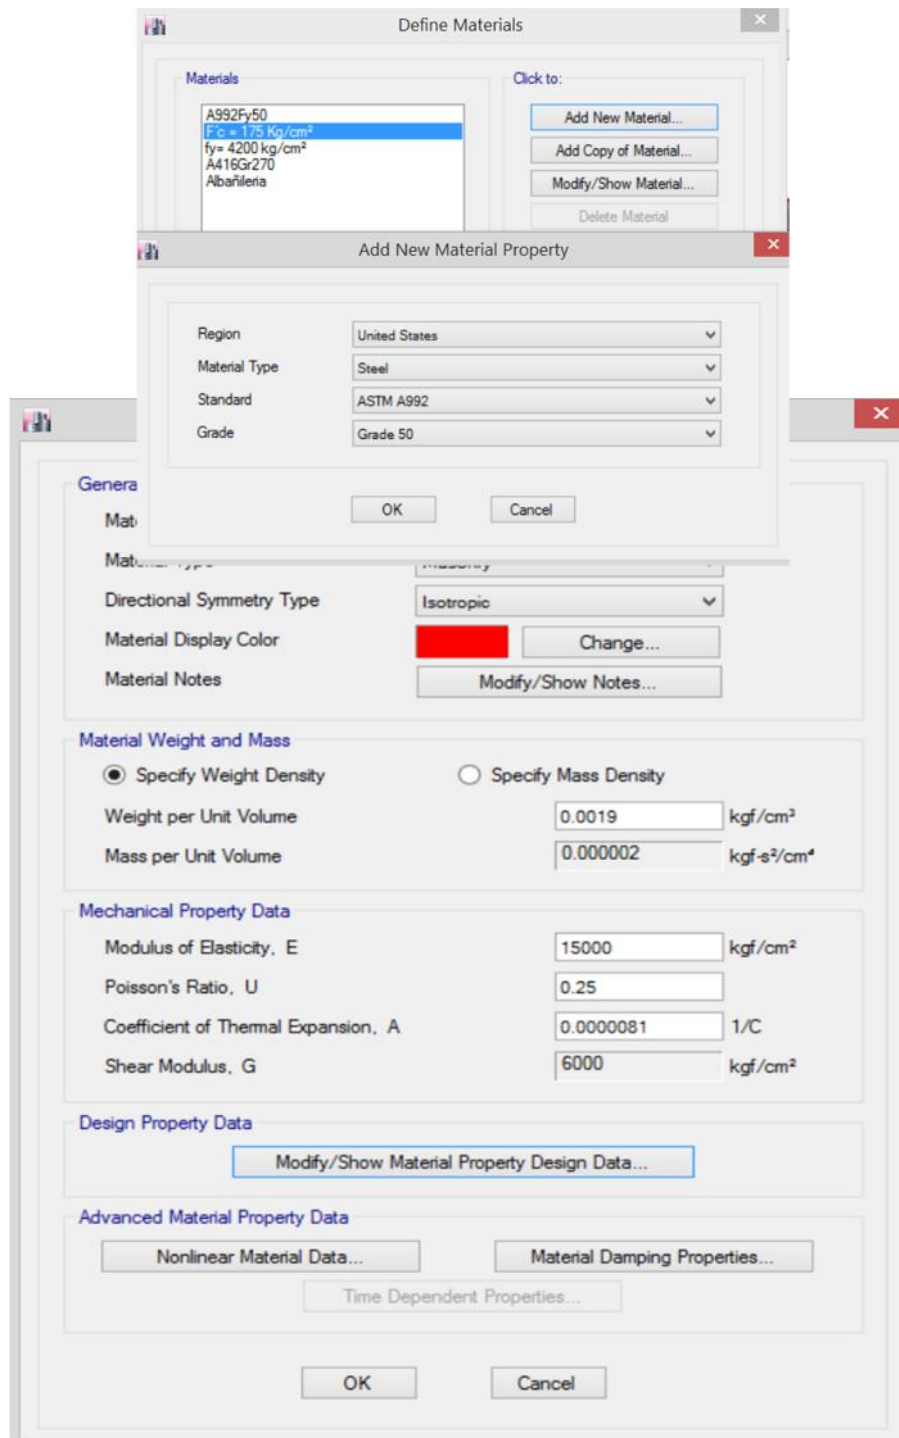 Define Materials
Materials
Click to:
A992Fy50
F'c = 175 Kg/cm²
fy= 4200 kg/cm²
A416Gr270
Albañileria
Add New Material...
Add Copy of Material...
Modify/Show Material...
Delete Material
Add New Material Property
Region United States
Material Type Steel
Standard ASTM A992
Grade Grade 50
OK Cancel
Genera
Mat
Directional Symmetry Type Isotropic
Material Display Color Change...
Material Notes Modify/Show Notes...
Material Weight and Mass
Specify Weight Density Specify Mass Density
Weight per Unit Volume 0.0019 kgf/cm³
Mass per Unit Volume 0.000002 kgf-s²/cm⁴
Mechanical Property Data
Modulus of Elasticity, E 15000 kgf/cm²
Poisson's Ratio, U 0.25
Coefficient of Thermal Expansion, A 0.0000081 1/C
Shear Modulus, G 6000 kgf/cm²
Design Property Data
Modify/Show Material Property Design Data...
Advanced Material Property Data
Nonlinear Material Data... Material Damping Properties...
Time Dependent Properties...
OK Cancel